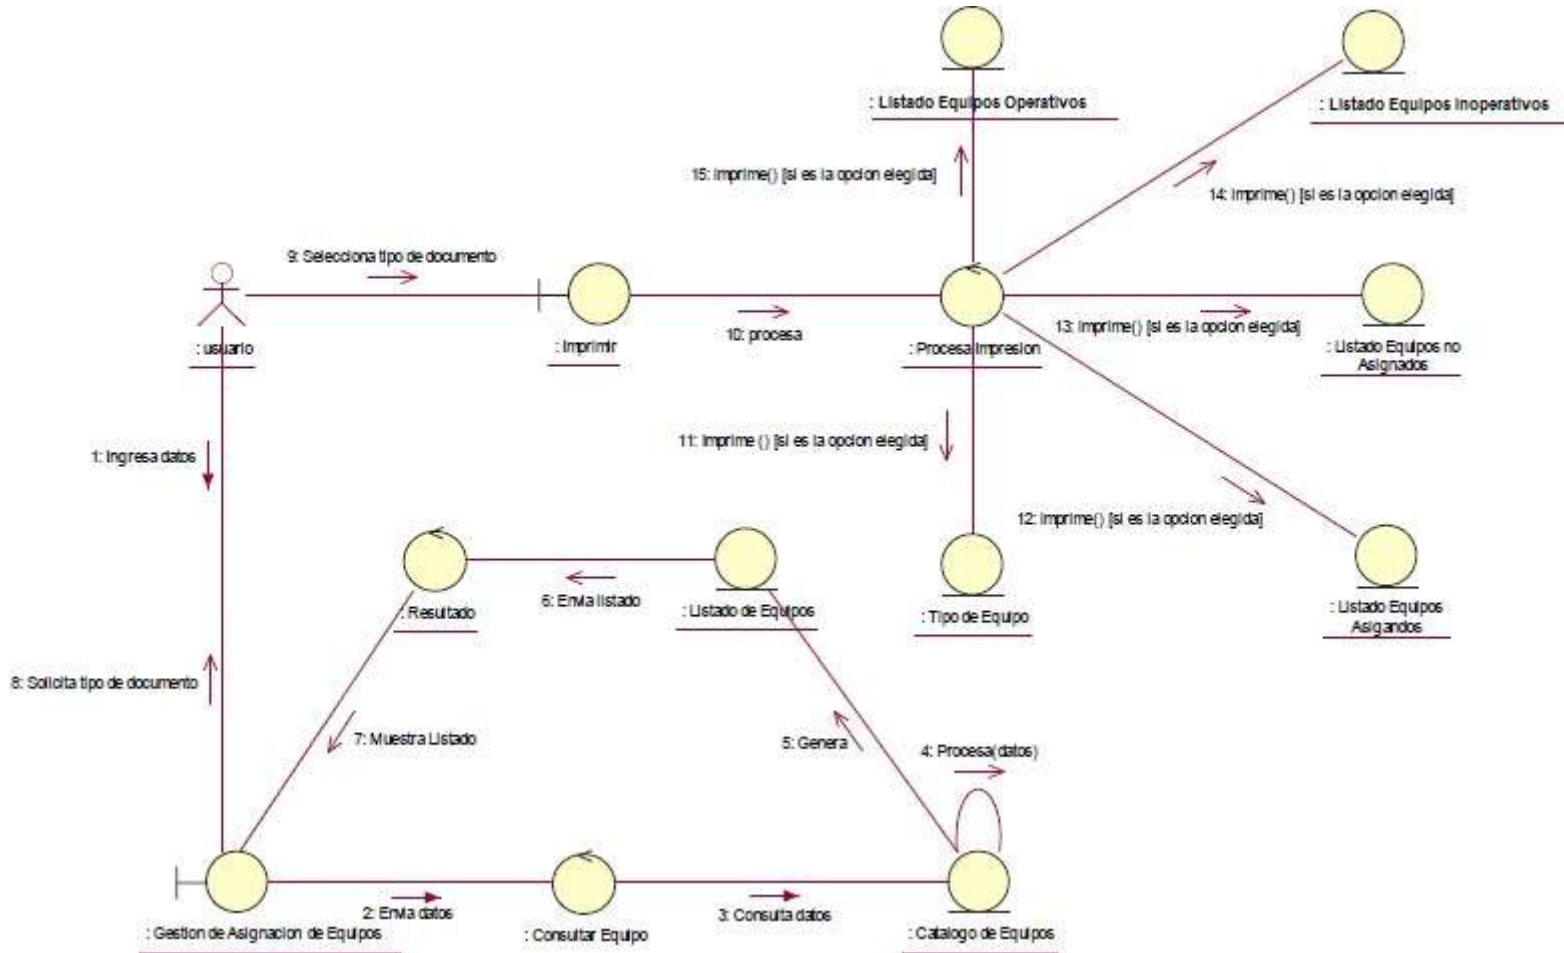 : Listado Equipos Operativos
: Listado Equipos Inoperativos
15: Imprime() [si es la opcion elegida]
14: Imprime() [si es la opcion elegida]
9: Selecciona tipo de documento
: usuario
: Imprimir
10: procesa
: Procesa Impresion
13: Imprime() [si es la opcion elegida]
: Listado Equipos no
Asignados
1: Ingresa datos
11: Imprime () [si es la opcion elegida]
12: Imprime() [si es la opcion elegida]
: Resultado
6: Envia listado
: Listado de Equipos
: Tipo de Equipo
: Listado Equipos
Asigandos
8: Solicita tipo de documento
7: Muestra Listado
5: Genera
4: Procesa(datos)
2: Envia datos
3: Consulta datos
: Gestion de Asignacion de Equipos
: Consultar Equipo
: Catalogo de Equipos